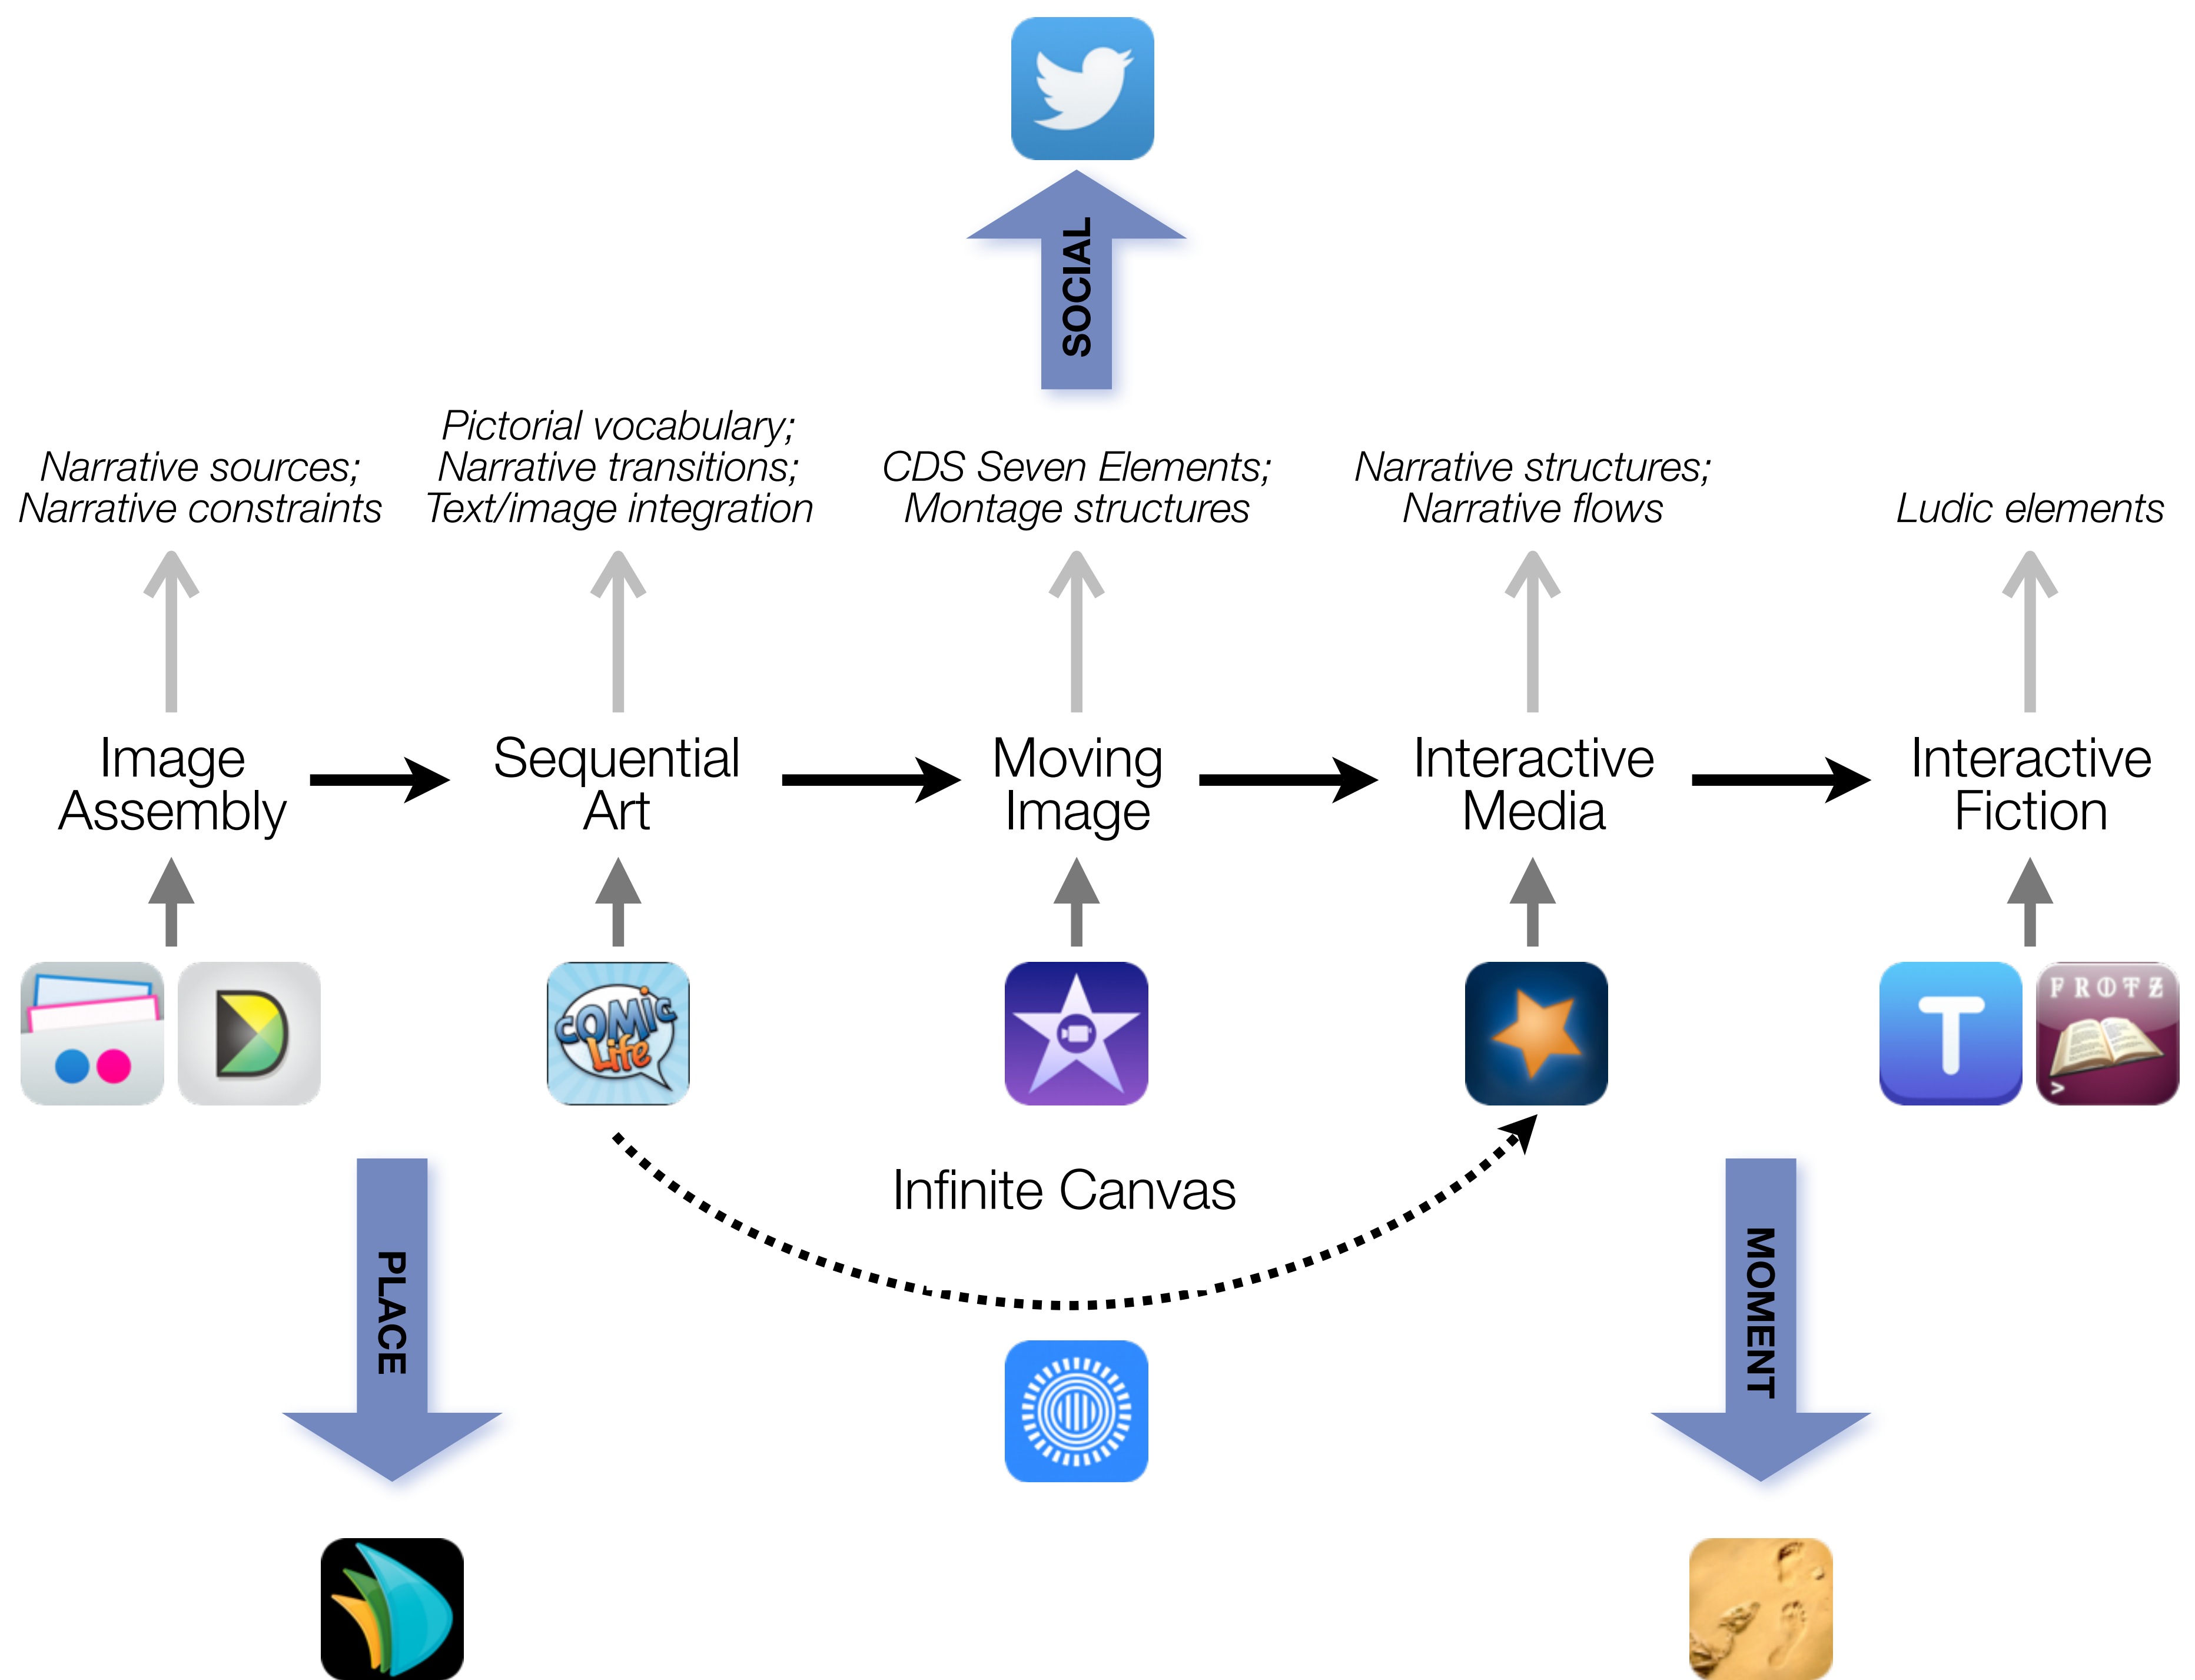 SOCIAL
Pictorial vocabulary;
Narrative sources;
Narrative transitions;
CDS Seven Elements;
Narrative structures;
Narrative constraints
Text/image integration
Montage structures
Narrative flows
Ludic elements
Image
Assembly
Sequential
Art
Moving
Image
Interactive
Media
Interactive
Fiction
D
COMIC
Life
T
FROTZ
>
Infinite Canvas
PLACE
MOMENT